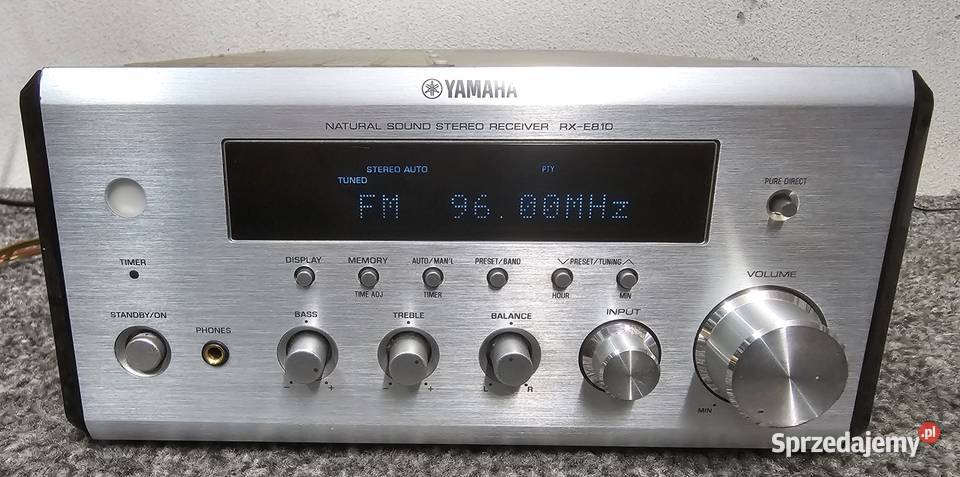 YAMAHA
NATURAL SOUND STEREO RECEIVER RX-E810
STEREO AUTO PTY
TUNED
FM 96.00MHz
PURE DIRECT
TIMER
DISPLAY MEMORY AUTO/MAN'L PRESET/BAND PRESET/TUNING
TIME ADJ TIMER HOUR MIN
VOLUME
STANDBY/ON PHONES BASS TREBLE BALANCE INPUT
- + - + L R
MIN
Sprzedajemy.pl